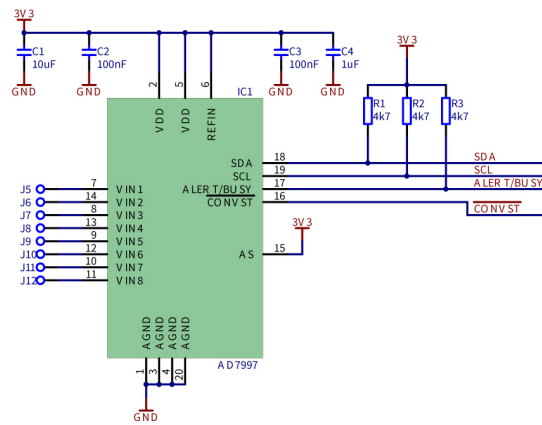 3V3
C1
10uF
GND
C2
100nF
GND
C3
100nF
GND
C4
1uF
GND
3V3
R1
4k7
R2
4k7
R3
4k7
IC1
2
5
6
VDD
VDD
REFIN
SDA
18
SDA
SCL
19
SCL
ALERT/BUSY
17
ALERT/BUSY
CONVST
16
CONVST
3V3
AS
15
J5
7
VIN1
J6
14
VIN2
J7
8
VIN3
J8
13
VIN4
J9
9
VIN5
J10
12
VIN6
J11
10
VIN7
J12
11
VIN8
AGND
AGND
AGND
AGND
1
3
4
20
AD7997
GND